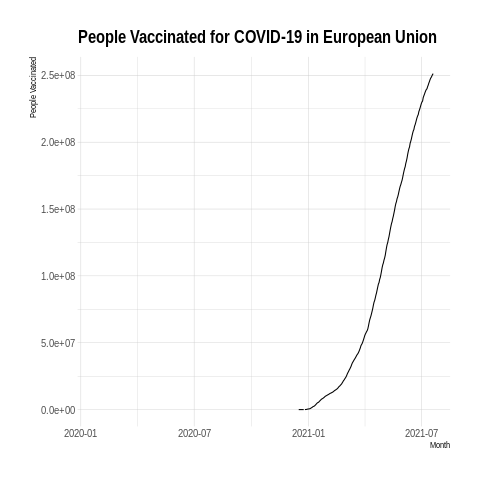 People Vaccinated for COVID-19 in European Union
People Vaccinated
2.5e+08
2.0e+08
1.5e+08
1.0e+08
5.0e+07
0.0e+00
2020-01 2020-07 2021-01 2021-07
Month